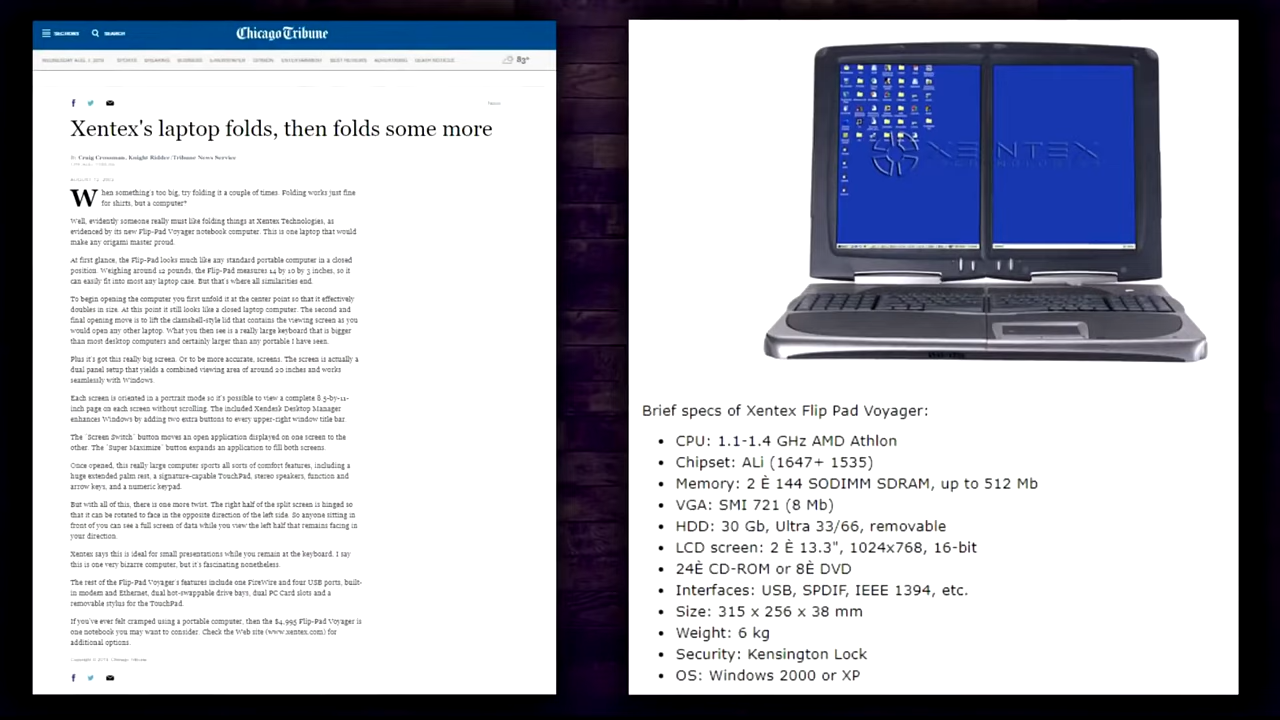 SECTIONS
SEARCH
Chicago Tribune
SPORTS
BREAKING
BUSINESS
OPINION
ENTERTAINMENT
BEST REVIEWS
ADVERTISING
83°
Xentex's laptop folds, then folds some more
By Craig Crossman, Knight Ridder/Tribune News Service
When something's too big, try folding it a couple of times. Folding works just fine
for shirts, but a computer?
Well, evidently someone really must like folding things at Xentex Technologies, as
evidenced by its new Flip-Pad Voyager notebook computer. This is one laptop that would
make any origami master proud.
At first glance, the Flip-Pad looks much like any standard portable computer in a closed
position. Weighing around 12 pounds, the Flip-Pad measures 14 by 10 by 3 inches, so it
can easily fit into most any laptop case. But that's where all similarities end.
To begin opening the computer you first unfold it at the center point so that it effectively
doubles in size. At this point it still looks like a closed laptop computer. The second and
final opening move is to lift the clamshell-style lid that contains the viewing screen as you
would open any other laptop. What you then see is a really large keyboard that is bigger
than most desktop computers and certainly larger than any portable I have seen.
Plus it's got this really big screen. Or to be more accurate, screens. The screen is actually a
dual panel setup that yields a combined viewing area of around 20 inches and works
seamlessly with Windows.
Each screen is oriented in a portrait mode so it's possible to view a complete 8.5-by-11-
inch page on each screen without scrolling. The included Xendesk Desktop Manager
enhances Windows by adding two extra buttons to every upper-right window title bar.
The "Screen Switch" button moves an open application displayed on one screen to the
other. The "Super Maximize" button expands an application to fill both screens.
Once opened, this really large computer sports all sorts of comfort features, including a
huge extended palm rest, a signature-capable TouchPad, stereo speakers, function and
arrow keys, and a numeric keypad.
But with all of this, there is one more twist. The right half of the split screen is hinged so
that it can be rotated to face in the opposite direction of the left side. So anyone sitting in
front of you can see a full screen of data while you view the left half that remains facing in
your direction.
Xentex says this is ideal for small presentations while you remain at the keyboard. I say
this is one very bizarre computer, but it's fascinating nonetheless.
The rest of the Flip-Pad Voyager's features include one FireWire and four USB ports, built-
in modem and Ethernet, dual hot-swappable drive bays, dual PC Card slots and a
removable stylus for the TouchPad.
If you've ever felt cramped using a portable computer, then the $4,995 Flip-Pad Voyager is
one notebook you may want to consider. Check the Web site (www.xentex.com) for
additional options.
XENTEX
TECHNOLOGIES
Brief specs of Xentex Flip Pad Voyager:
• CPU: 1.1-1.4 GHz AMD Athlon
• Chipset: ALi (1647+ 1535)
• Memory: 2 È 144 SODIMM SDRAM, up to 512 Mb
• VGA: SMI 721 (8 Mb)
• HDD: 30 Gb, Ultra 33/66, removable
• LCD screen: 2 È 13.3", 1024x768, 16-bit
• 24È CD-ROM or 8È DVD
• Interfaces: USB, SPDIF, IEEE 1394, etc.
• Size: 315 x 256 x 38 mm
• Weight: 6 kg
• Security: Kensington Lock
• OS: Windows 2000 or XP